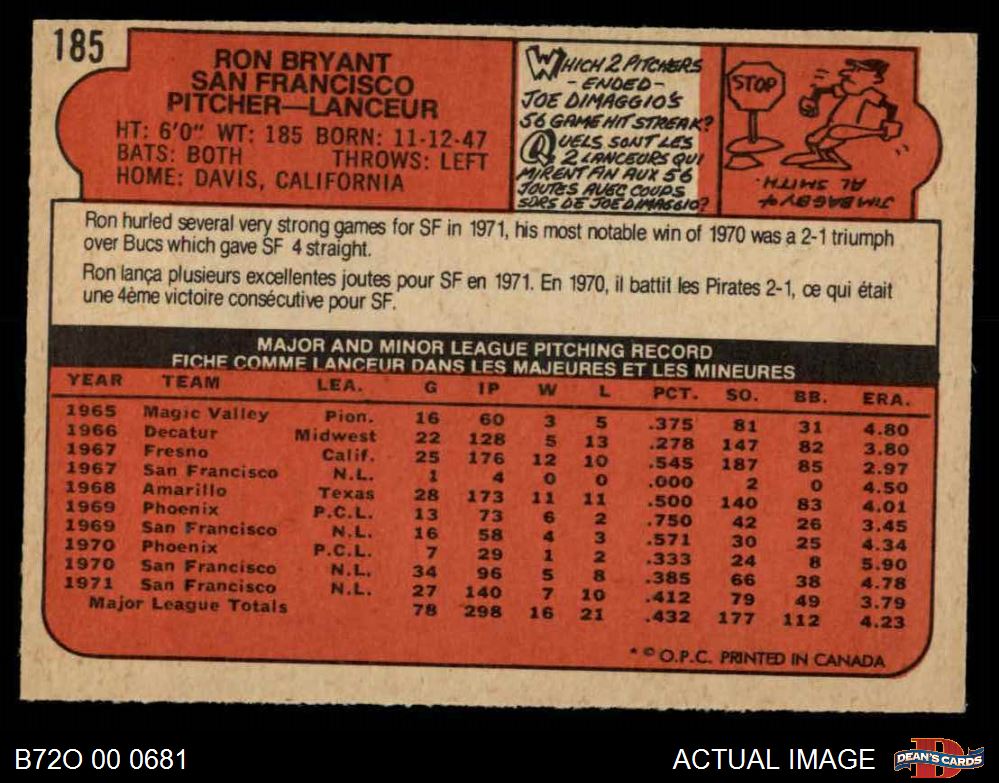 185
RON BRYANT
SAN FRANCISCO
PITCHER—LANCEUR
HT: 6'0" WT: 185 BORN: 11-12-47
BATS: BOTH THROWS: LEFT
HOME: DAVIS, CALIFORNIA
WHICH 2 PITCHERS
- ENDED -
JOE DIMAGGIO'S
56 GAME HIT STREAK?
QUELS SONT LES
2 LANCEURS QUI
MIRENT FIN AUX 56
JOUTES AVEC COUPS
SÛRS DE JOE DIMAGGIO?
STOP
JIM BAGBY &
AL SMITH.
Ron hurled several very strong games for SF in 1971, his most notable win of 1970 was a 2-1 triumph
over Bucs which gave SF 4 straight.
Ron lança plusieurs excellentes joutes pour SF en 1971. En 1970, il battit les Pirates 2-1, ce qui était
une 4ème victoire consécutive pour SF.
MAJOR AND MINOR LEAGUE PITCHING RECORD
FICHE COMME LANCEUR DANS LES MAJEURES ET LES MINEURES
YEAR TEAM LEA. G IP W L PCT. SO. BB. ERA.
1965 Magic Valley Pion. 16 60 3 5 .375 81 31 4.80
1966 Decatur Midwest 22 128 5 13 .278 147 82 3.80
1967 Fresno Calif. 25 176 12 10 .545 187 85 2.97
1967 San Francisco N.L. 1 4 0 0 .000 2 0 4.50
1968 Amarillo Texas 28 173 11 11 .500 140 83 4.01
1969 Phoenix P.C.L. 13 73 6 2 .750 42 26 3.45
1969 San Francisco N.L. 16 58 4 3 .571 30 25 4.34
1970 Phoenix P.C.L. 7 29 1 2 .333 24 8 5.90
1970 San Francisco N.L. 34 96 5 8 .385 66 38 4.78
1971 San Francisco N.L. 27 140 7 10 .412 79 49 3.79
Major League Totals 78 298 16 21 .432 177 112 4.23
* © O.P.C. PRINTED IN CANADA
B72O 00 0681
ACTUAL IMAGE
DEAN'S CARDS